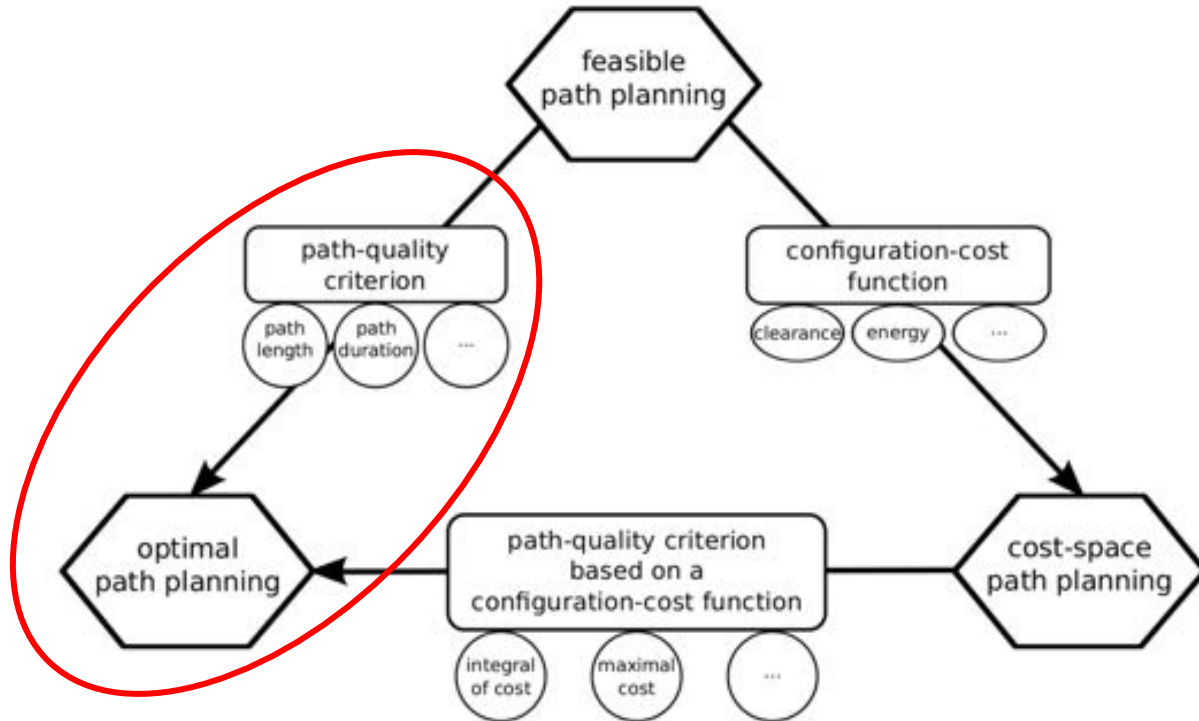 feasible
path planning
path-quality
criterion
path
length
path
duration
...
configuration-cost
function
clearance
energy
...
optimal
path planning
path-quality criterion
based on a
configuration-cost function
integral
of cost
maximal
cost
...
cost-space
path planning